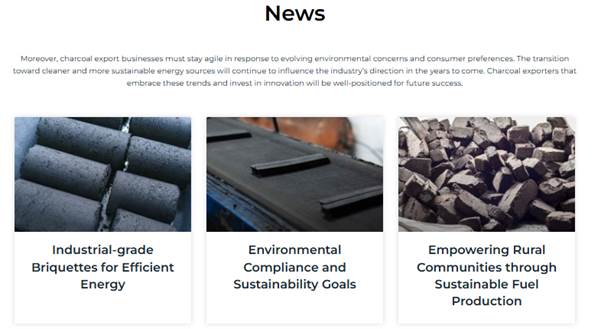 News
Moreover, charcoal export businesses must stay agile in response to evolving environmental concerns and consumer preferences. The transition
toward cleaner and more sustainable energy sources will continue to influence the industry's direction in the years to come. Charcoal exporters that
embrace these trends and invest in innovation will be well-positioned for future success.
Industrial-grade
Briquettes for Efficient
Energy
Environmental
Compliance and
Sustainability Goals
Empowering Rural
Communities through
Sustainable Fuel
Production